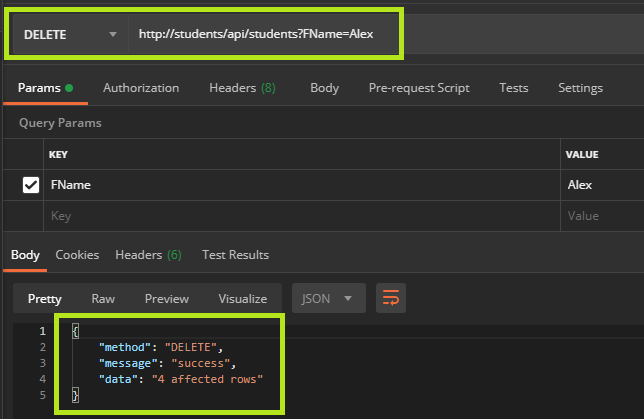 DELETE http://students/api/students?FName=Alex
Params Authorization Headers (8) Body Pre-request Script Tests Settings
Query Params
KEY VALUE
FName Alex
Key Value
Body Cookies Headers (6) Test Results
Pretty Raw Preview Visualize JSON
1 {
2 "method": "DELETE",
3 "message": "success",
4 "data": "4 affected rows"
5 }